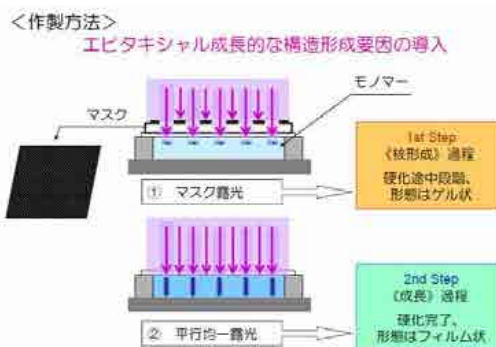 ＜作製方法＞
エピタキシャル成長的な構造形成要因の導入
モノマー
マスク
① マスク露光
1st Step
《核形成》過程
硬化途中段階、
形態はゲル状
② 平行均一露光
2nd Step
《成長》過程
硬化完了、
形態はフィルム状